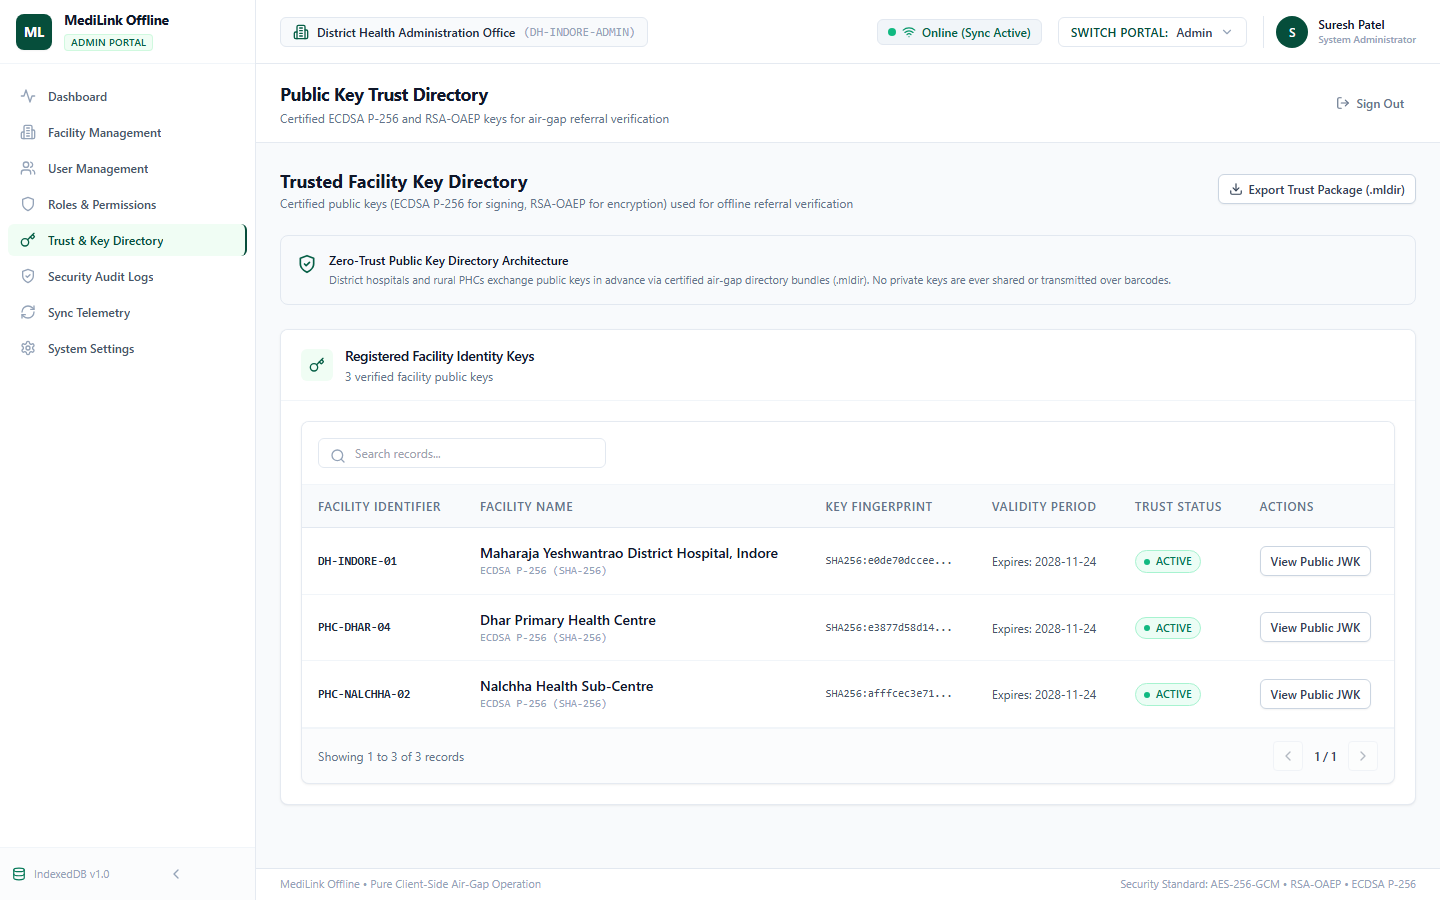 ML
MediLink Offline
ADMIN PORTAL
District Health Administration Office (DH-INDORE-ADMIN)
Online (Sync Active)
SWITCH PORTAL: Admin
S
Suresh Patel
System Administrator
Dashboard
Facility Management
User Management
Roles & Permissions
Trust & Key Directory
Security Audit Logs
Sync Telemetry
System Settings
IndexedDB v1.0
Public Key Trust Directory
Certified ECDSA P-256 and RSA-OAEP keys for air-gap referral verification
Sign Out
Trusted Facility Key Directory
Certified public keys (ECDSA P-256 for signing, RSA-OAEP for encryption) used for offline referral verification
Export Trust Package (.mldir)
Zero-Trust Public Key Directory Architecture
District hospitals and rural PHCs exchange public keys in advance via certified air-gap directory bundles (.mldir). No private keys are ever shared or transmitted over barcodes.
Registered Facility Identity Keys
3 verified facility public keys
Search records...
FACILITY IDENTIFIER FACILITY NAME KEY FINGERPRINT VALIDITY PERIOD TRUST STATUS ACTIONS
DH-INDORE-01 Maharaja Yeshwantrao District Hospital, Indore SHA256:e0de70dccee... Expires: 2028-11-24 ACTIVE View Public JWK
ECDSA P-256 (SHA-256)
PHC-DHAR-04 Dhar Primary Health Centre SHA256:e3877d58d14... Expires: 2028-11-24 ACTIVE View Public JWK
ECDSA P-256 (SHA-256)
PHC-NALCHHA-02 Nalchha Health Sub-Centre SHA256:afffcec3e71... Expires: 2028-11-24 ACTIVE View Public JWK
ECDSA P-256 (SHA-256)
Showing 1 to 3 of 3 records
1 / 1
MediLink Offline • Pure Client-Side Air-Gap Operation
Security Standard: AES-256-GCM • RSA-OAEP • ECDSA P-256